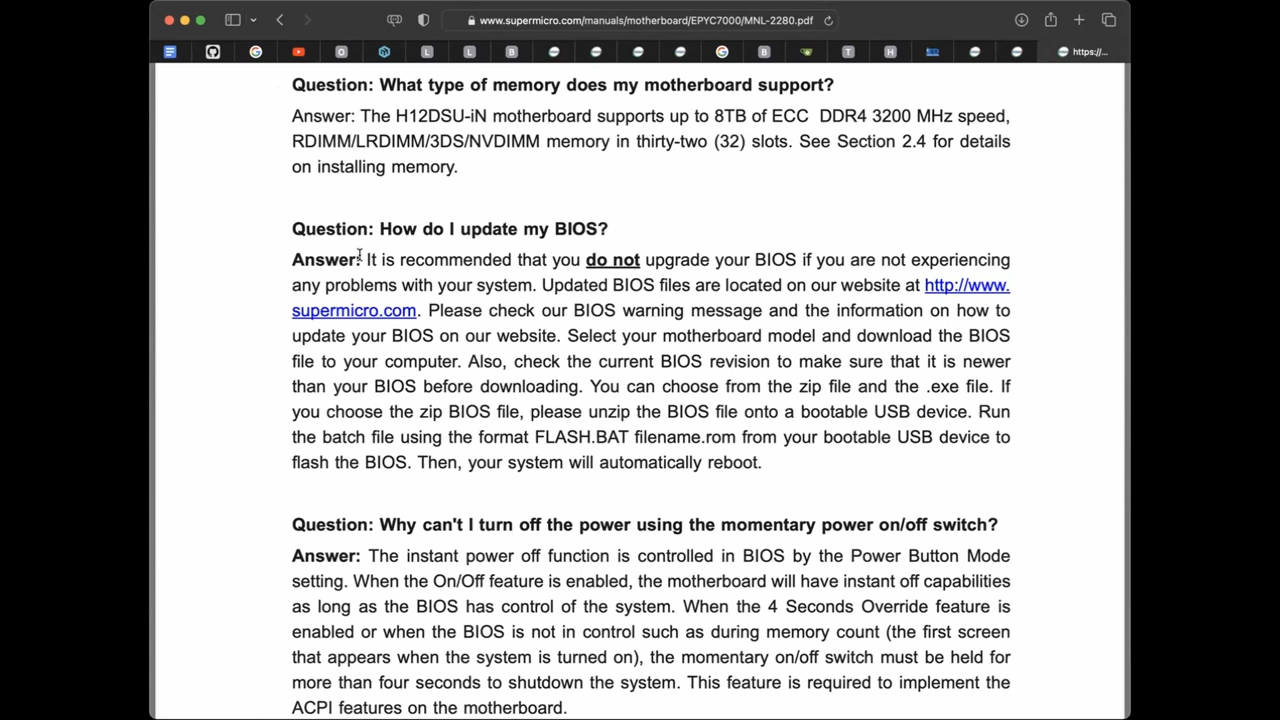 www.supermicro.com/manuals/motherboard/EPYC7000/MNL-2280.pdf
L L B B T H https://...
Question: What type of memory does my motherboard support?
Answer: The H12DSU-iN motherboard supports up to 8TB of ECC DDR4 3200 MHz speed,
RDIMM/LRDIMM/3DS/NVDIMM memory in thirty-two (32) slots. See Section 2.4 for details
on installing memory.
Question: How do I update my BIOS?
Answer: It is recommended that you do not upgrade your BIOS if you are not experiencing
any problems with your system. Updated BIOS files are located on our website at http://www.
supermicro.com. Please check our BIOS warning message and the information on how to
update your BIOS on our website. Select your motherboard model and download the BIOS
file to your computer. Also, check the current BIOS revision to make sure that it is newer
than your BIOS before downloading. You can choose from the zip file and the .exe file. If
you choose the zip BIOS file, please unzip the BIOS file onto a bootable USB device. Run
the batch file using the format FLASH.BAT filename.rom from your bootable USB device to
flash the BIOS. Then, your system will automatically reboot.
Question: Why can't I turn off the power using the momentary power on/off switch?
Answer: The instant power off function is controlled in BIOS by the Power Button Mode
setting. When the On/Off feature is enabled, the motherboard will have instant off capabilities
as long as the BIOS has control of the system. When the 4 Seconds Override feature is
enabled or when the BIOS is not in control such as during memory count (the first screen
that appears when the system is turned on), the momentary on/off switch must be held for
more than four seconds to shutdown the system. This feature is required to implement the
ACPI features on the motherboard.